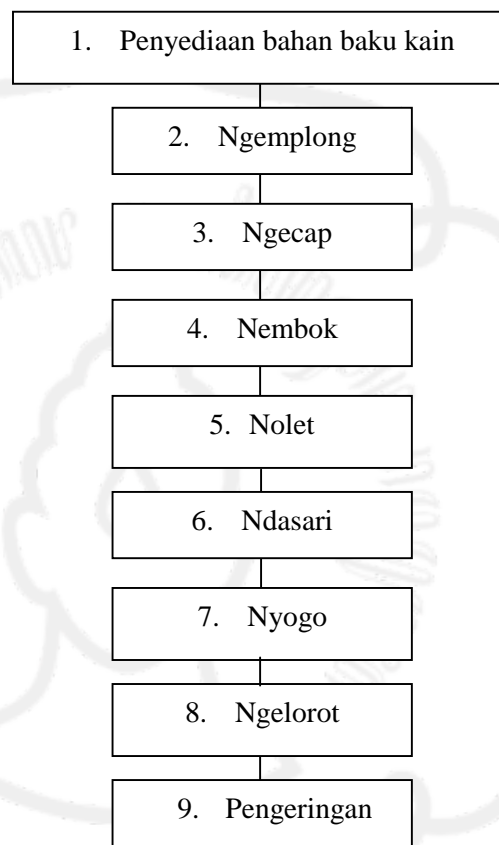 1. Penyediaan bahan baku kain
2. Ngemplong
3. Ngecap
4. Nembok
5. Nolet
6. Ndasari
7. Nyogo
8. Ngelorot
9. Pengeringan